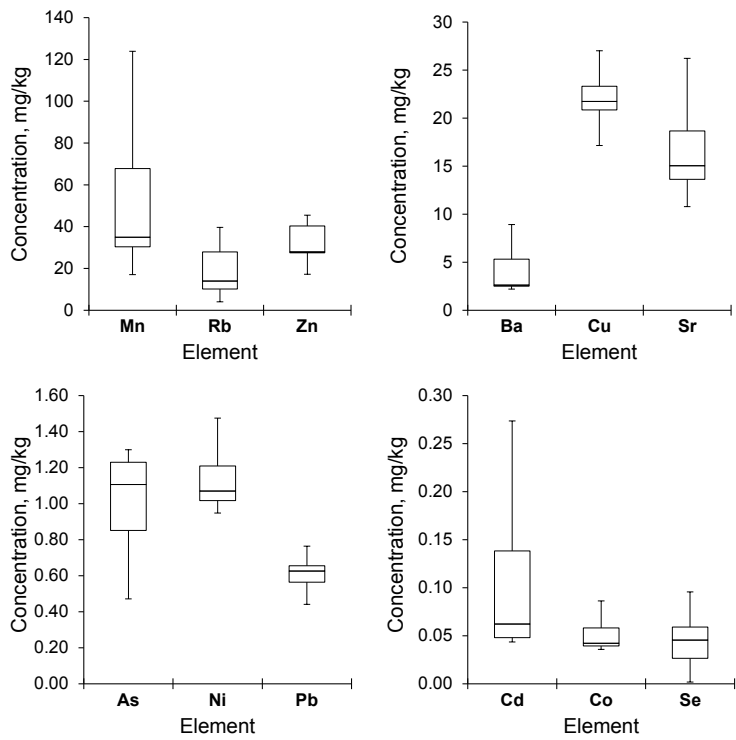 Concentration, mg/kg
140
120
100
80
60
40
20
0
Mn Rb Zn
Element
Concentration, mg/kg
30
25
20
15
10
5
0
Ba Cu Sr
Element
Concentration, mg/kg
1.60
1.40
1.20
1.00
0.80
0.60
0.40
0.20
0.00
As Ni Pb
Element
Concentration, mg/kg
0.30
0.25
0.20
0.15
0.10
0.05
0.00
Cd Co Se
Element